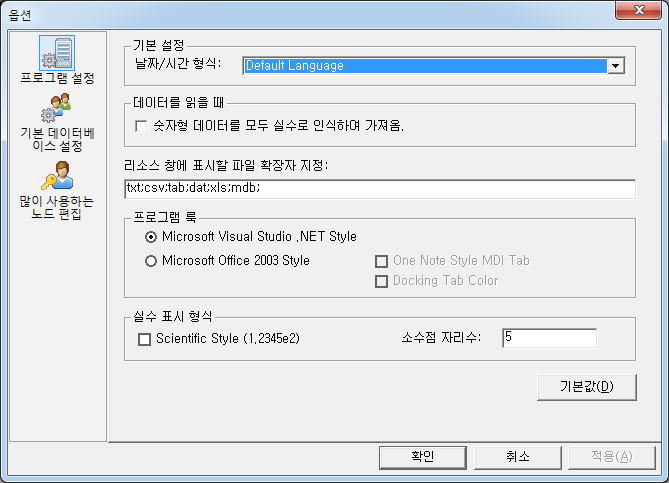 옵션
프로그램 설정
기본 데이터베
이스 설정
많이 사용하는
노드 편집
기본 설정
날짜/시간 형식: Default Language
데이터를 읽을 때
숫자형 데이터를 모두 실수로 인식하여 가져옴.
리소스 창에 표시할 파일 확장자 지정:
txt;csv;tab;dat;xls;mdb;
프로그램 룩
Microsoft Visual Studio .NET Style
Microsoft Office 2003 Style One Note Style MDI Tab
Docking Tab Color
실수 표시 형식
Scientific Style (1.2345e2) 소수점 자리수: 5
기본값(D)
확인 취소 적용(A)